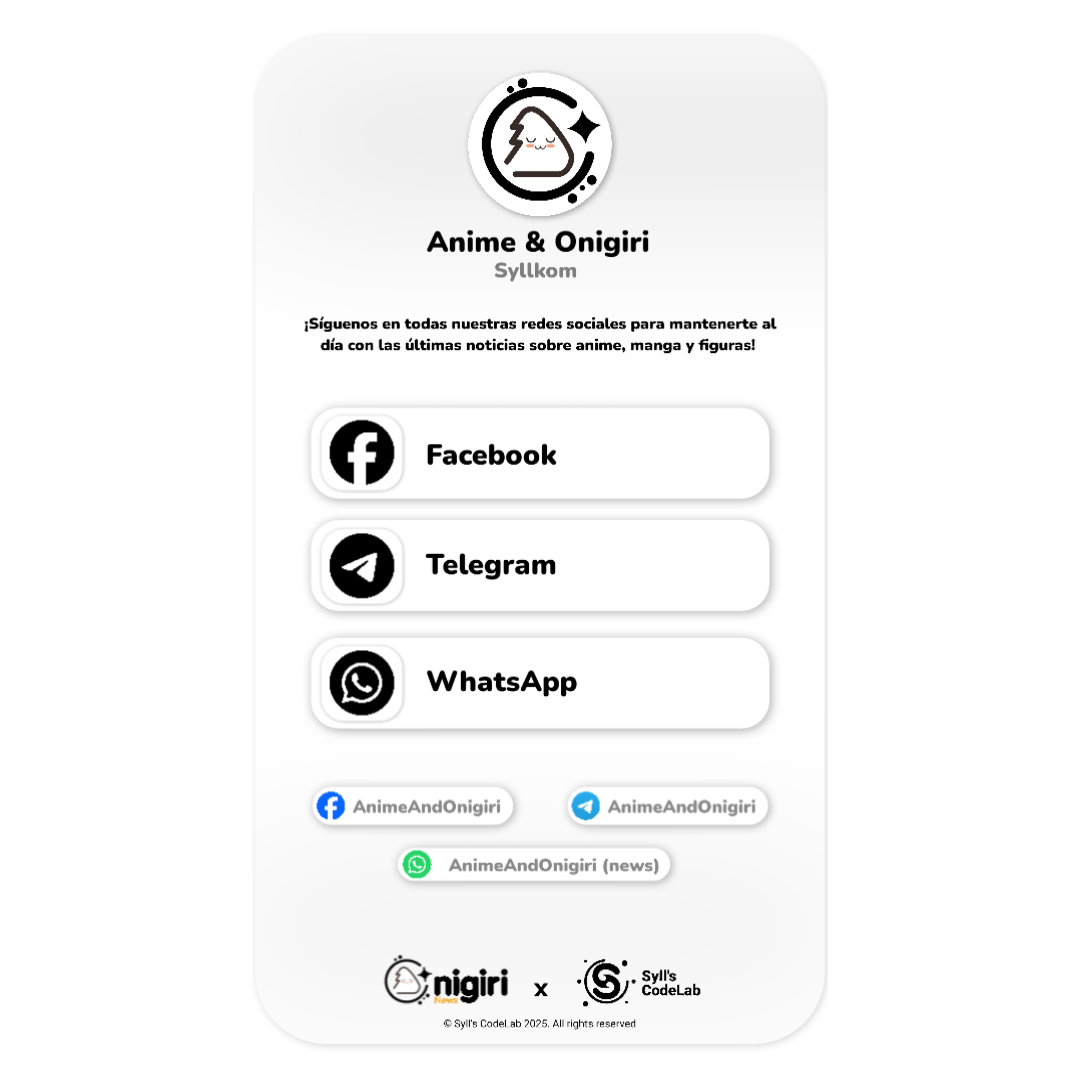 Anime & Onigiri
Syllkom
¡Síguenos en todas nuestras redes sociales para mantenerte al
día con las últimas noticias sobre anime, manga y figuras!
Facebook
Telegram
WhatsApp
AnimeAndOnigiri
AnimeAndOnigiri
AnimeAndOnigiri (news)
nigiri
News
x
Syll's
CodeLab
© Syll's CodeLab 2025. All rights reserved